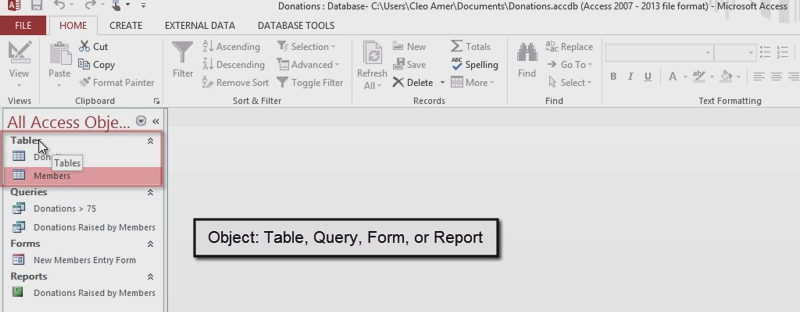 Donations : Database- C:\Users\Cleo Amer\Documents\Donations.accdb (Access 2007 - 2013 file format) - Microsoft Access
FILE HOME CREATE EXTERNAL DATA DATABASE TOOLS
View
Views
Paste
Cut
Copy
Format Painter
Clipboard
Filter
Ascending
Descending
Remove Sort
Selection
Advanced
Toggle Filter
Sort & Filter
Refresh
All
New
Save
Delete
Totals
Spelling
More
Records
Find
Replace
Go To
Select
Find
B I U A
Text Formatting
All Access Obje...
Tables
Tables
Members
Queries
Donations > 75
Donations Raised by Members
Forms
New Members Entry Form
Reports
Donations Raised by Members
Object: Table, Query, Form, or Report